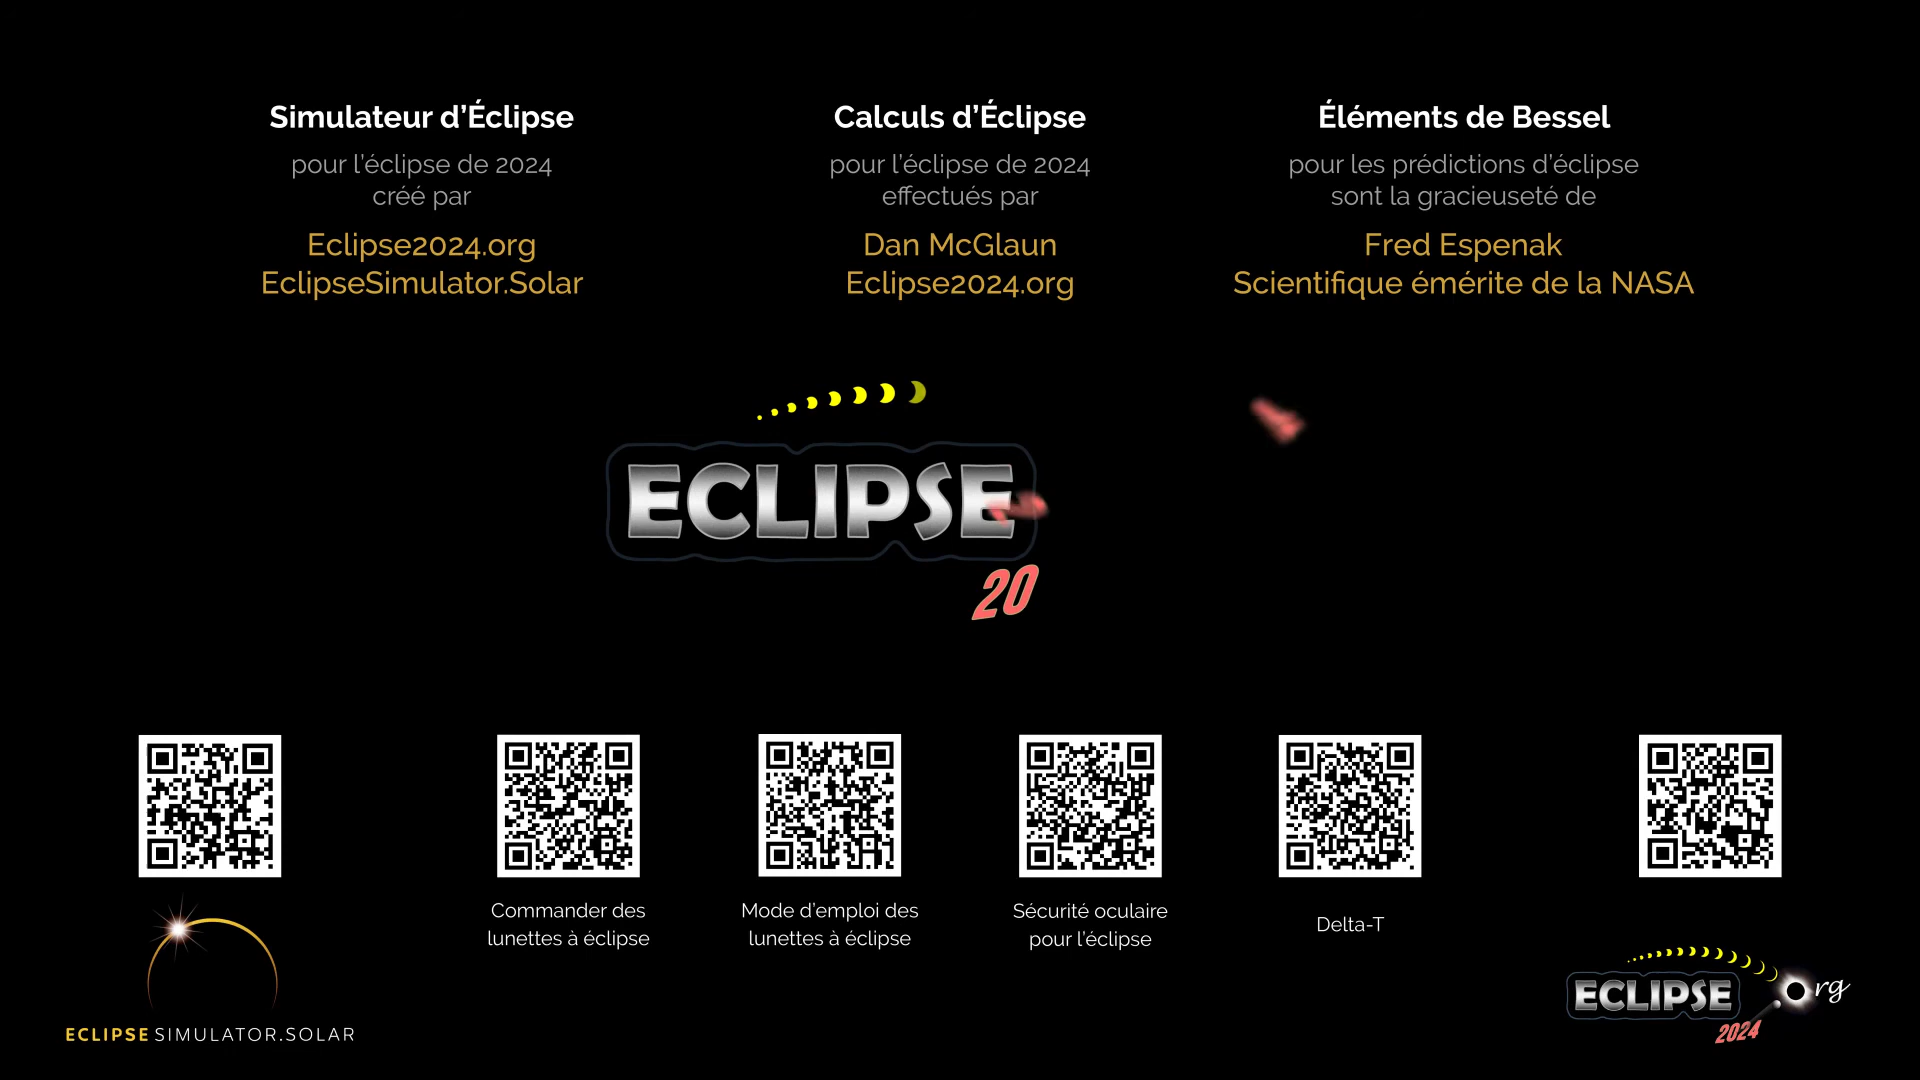 Simulateur d'Éclipse
pour l'éclipse de 2024
créé par
Eclipse2024.org
EclipseSimulator.Solar
Calculs d'Éclipse
pour l'éclipse de 2024
effectués par
Dan McGlaun
Eclipse2024.org
Éléments de Bessel
pour les prédictions d'éclipse
sont la gracieuseté de
Fred Espenak
Scientifique émérite de la NASA
ECLIPSE
20
Commander des
lunettes à éclipse
Mode d'emploi des
lunettes à éclipse
Sécurité oculaire
pour l'éclipse
Delta-T
ECLIPSESIMULATOR.SOLAR
ECLIPSE rg
2024